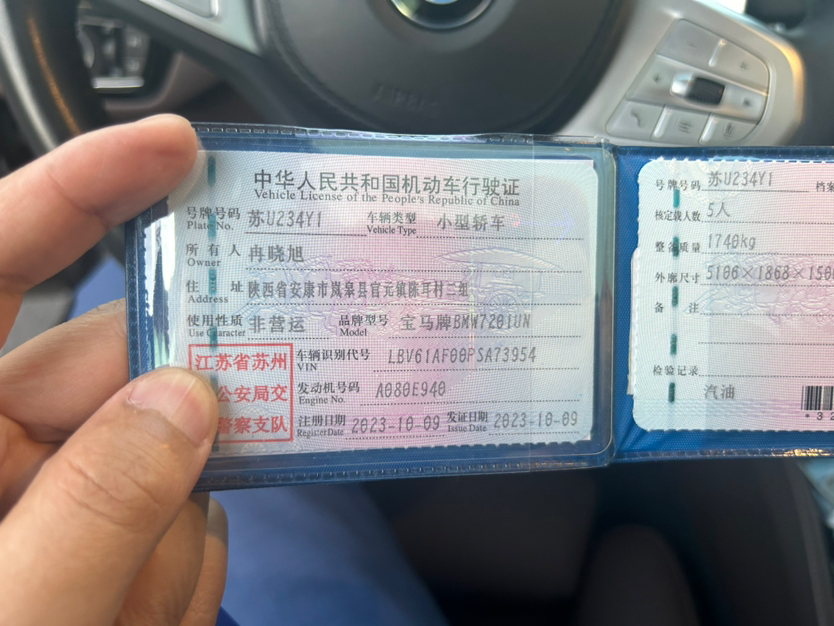 中华人民共和国机动车行驶证
Vehicle License of the People's Republic of China
号牌号码 苏U234Y1 车辆类型 小型轿车
Plate No. Vehicle Type
所有人 冉晓旭
Owner
住址 陕西省安康市岚皋县官元镇陈耳村三组
Address
使用性质 非营运 品牌型号 宝马牌BMW7201UN
Use Character Model
江苏省苏州
公安局交
警察支队
车辆识别代号 LBV61AF00PSA73954
VIN
发动机号码 A080E940
Engine No.
注册日期 2023-10-09 发证日期 2023-10-09
Register Date Issue Date
号牌号码 苏U234Y1 档案
核定载人数 5人
整备质量 1740kg
外廓尺寸 5106×1868×150
备注
检验记录
汽油
*32